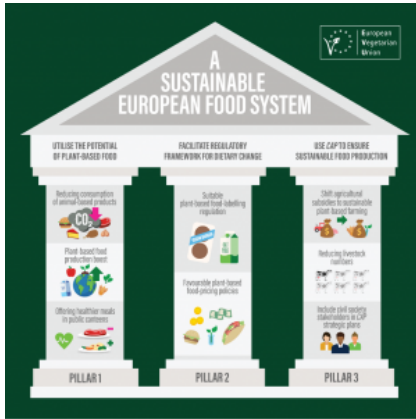 European
Vegetarian
Union
A
SUSTAINABLE
EUROPEAN FOOD SYSTEM
UTILISE THE POTENTIAL
OF PLANT-BASED FOOD
FACILITATE REGULATORY
FRAMEWORK FOR DIETARY CHANGE
USE CAP TO ENSURE
SUSTAINABLE FOOD PRODUCTION
Reducing consumption
of animal-based products
CO2
Plant-based food
production boost
Offering healthier meals
in public canteens
Suitable
plant-based food-labelling
regulation
Favourable plant-based
food-pricing policies
Shift agricultural
subsidies to sustainable
plant-based farming
Reducing livestock
numbers
Include civil society
stakeholders in CAP
strategic plans
PILLAR 1
PILLAR 2
PILLAR 3